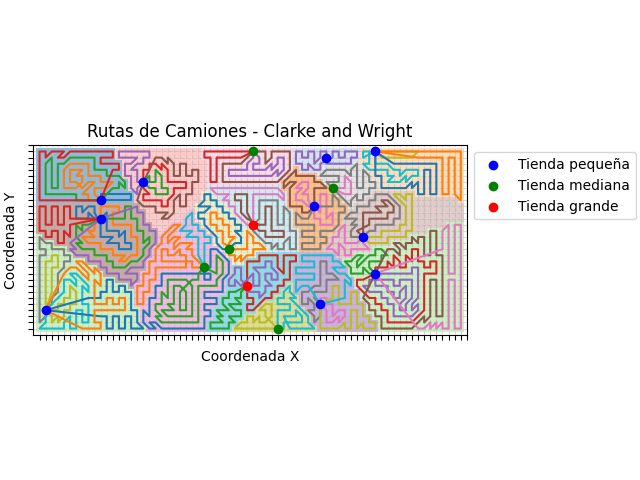 Rutas de Camiones - Clarke and Wright
Coordenada Y
Coordenada X
Tienda pequeña
Tienda mediana
Tienda grande